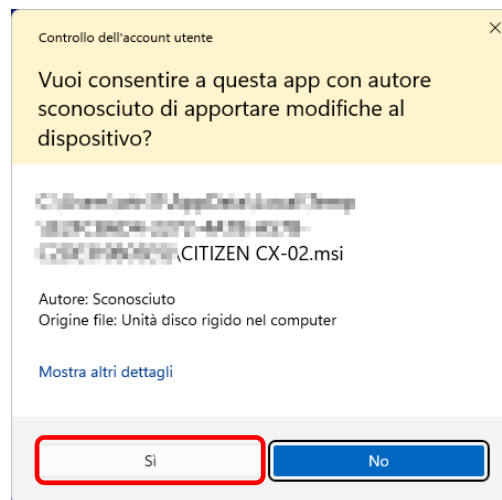 Controllo dell'account utente
Vuoi consentire a questa app con autore
sconosciuto di apportare modifiche al
dispositivo?
\CITIZEN CX-02.msi
Autore: Sconosciuto
Origine file: Unità disco rigido nel computer
Mostra altri dettagli
Sì
No